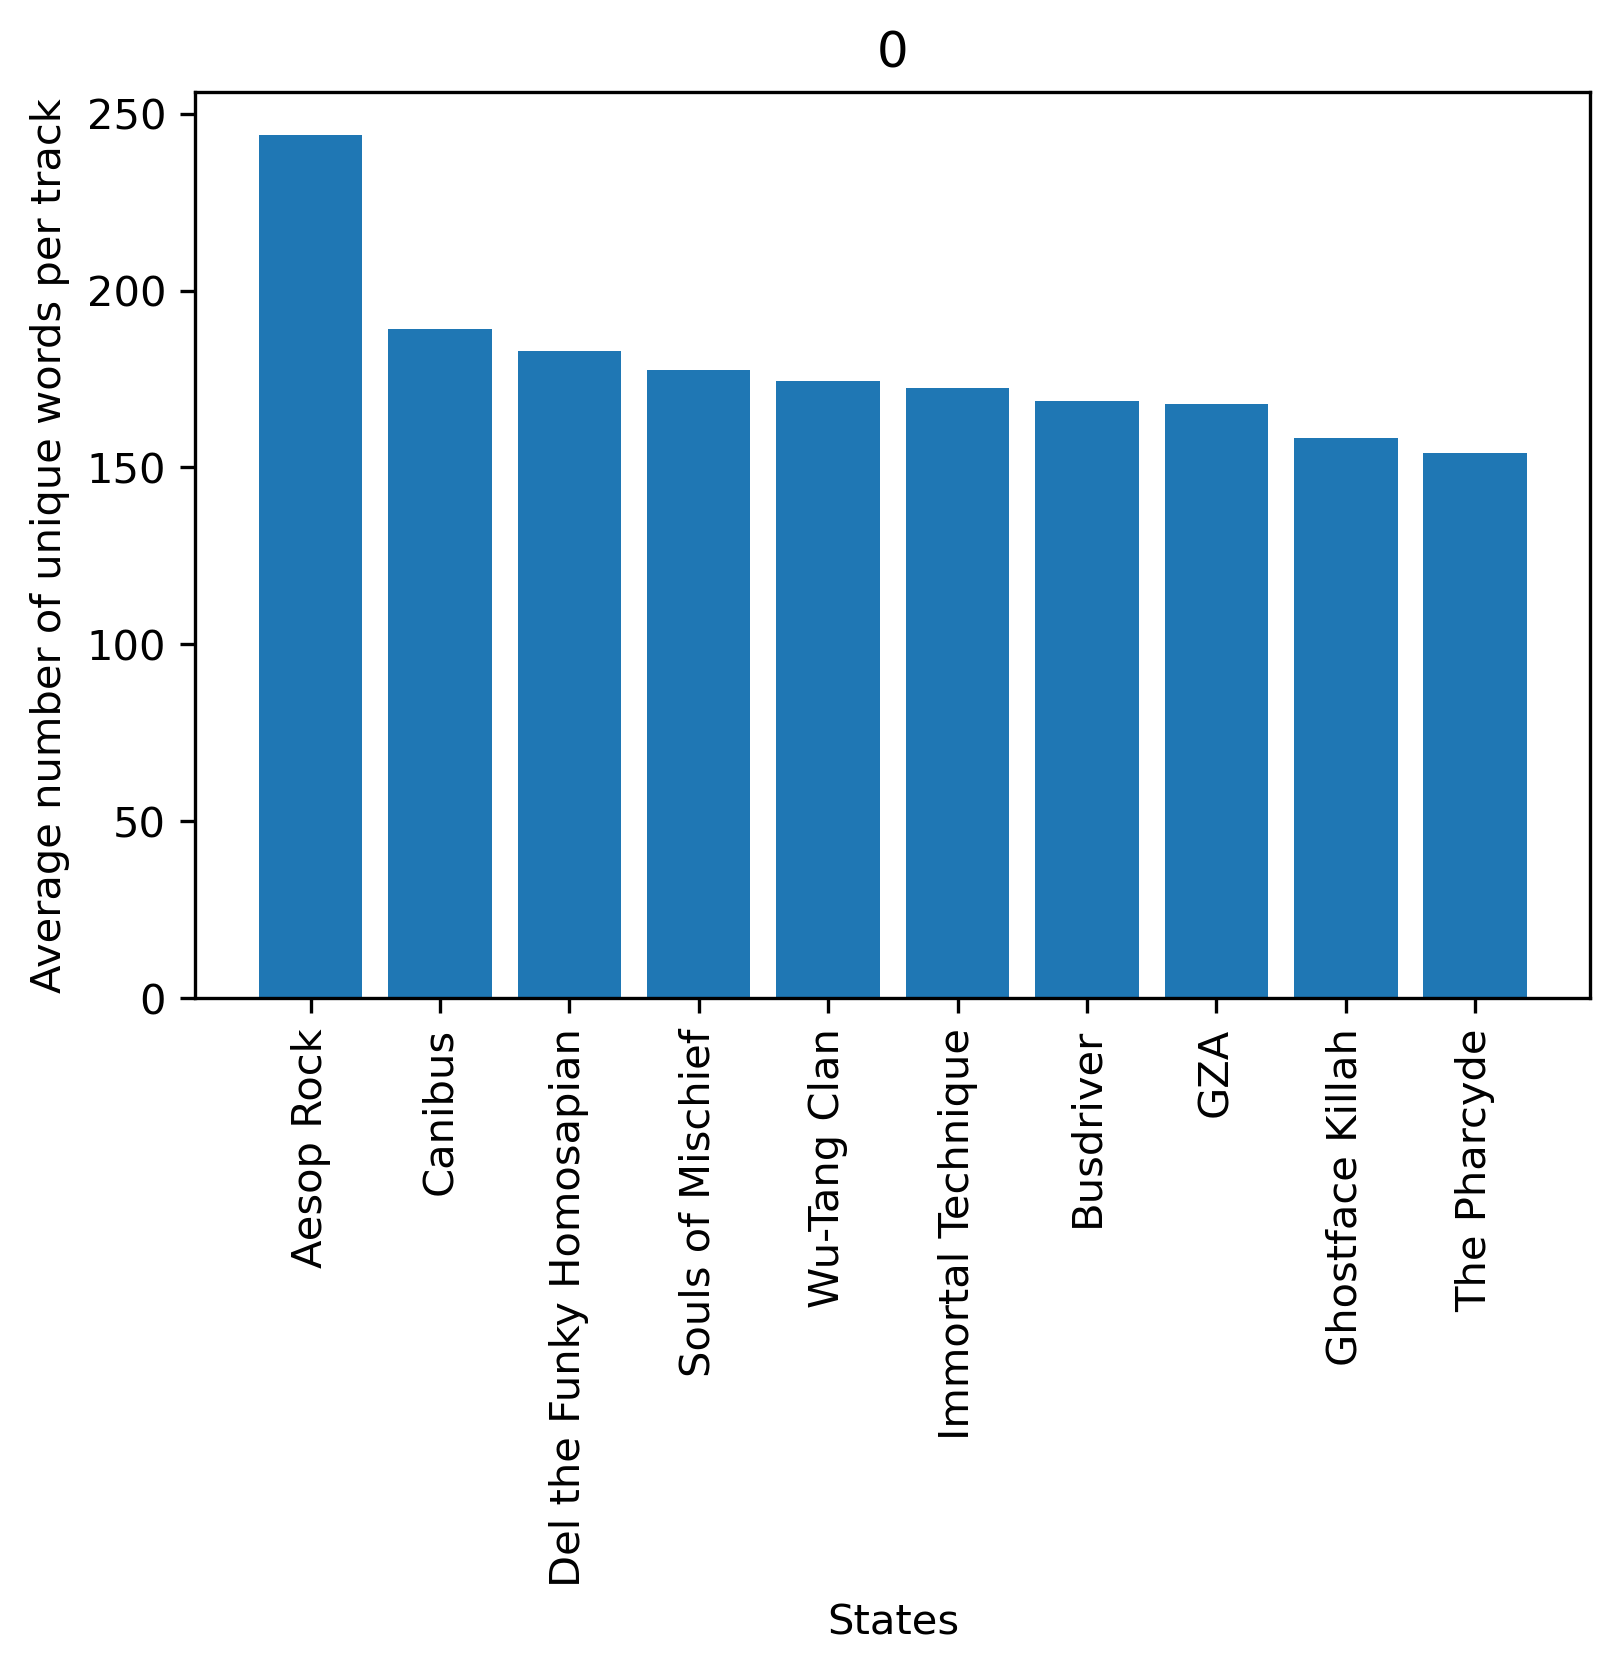 0
Average number of unique words per track
250
200
150
100
50
0
Aesop Rock
Canibus
Del the Funky Homosapian
Souls of Mischief
Wu-Tang Clan
Immortal Technique
Busdriver
GZA
Ghostface Killah
The Pharcyde
States